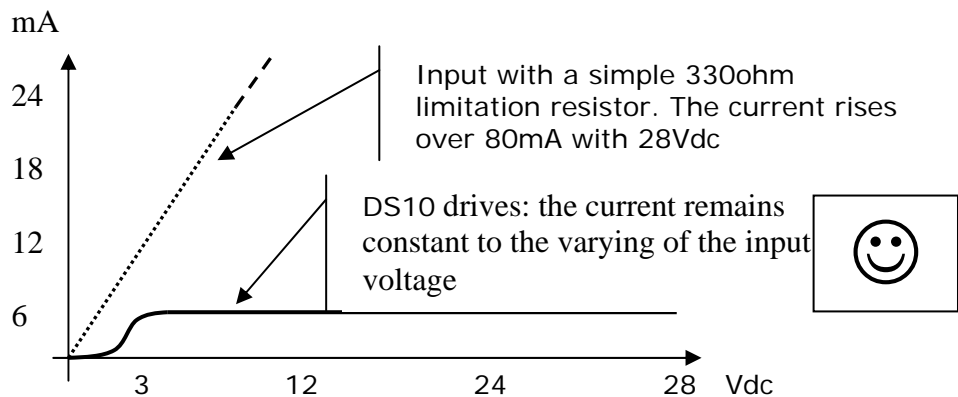 mA
24
18
12
6
Input with a simple 330ohm
limitation resistor. The current rises
over 80mA with 28Vdc
DS10 drives: the current remains
constant to the varying of the input
voltage
3 12 24 28 Vdc